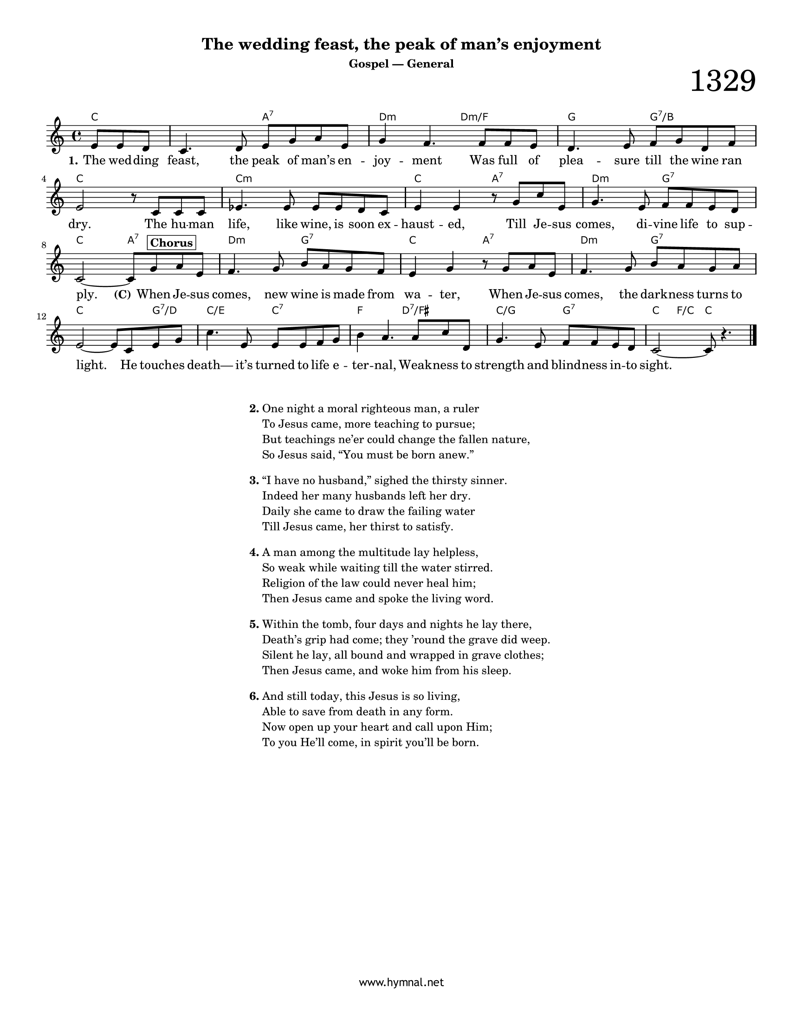 The wedding feast, the peak of man's enjoyment
Gospel — General
1329
C A7 Dm Dm/F G G7/B
1. The wedding feast, the peak of man's en - joy - ment Was full of plea - sure till the wine ran
4 C Cm C A7 Dm G7
dry. The hu-man life, like wine, is soon ex - haust - ed, Till Je-sus comes, di-vine life to sup -
8 C A7 Chorus Dm G7 C A7 Dm G7
ply. (C) When Je-sus comes, new wine is made from wa - ter, When Je-sus comes, the darkness turns to
12 C G7/D C/E C7 F D7/F♯ C/G G7 C F/C C
light. He touches death— it's turned to life e - ter-nal, Weakness to strength and blindness in-to sight.
2. One night a moral righteous man, a ruler
To Jesus came, more teaching to pursue;
But teachings ne'er could change the fallen nature,
So Jesus said, “You must be born anew.”
3. “I have no husband,” sighed the thirsty sinner.
Indeed her many husbands left her dry.
Daily she came to draw the failing water
Till Jesus came, her thirst to satisfy.
4. A man among the multitude lay helpless,
So weak while waiting till the water stirred.
Religion of the law could never heal him;
Then Jesus came and spoke the living word.
5. Within the tomb, four days and nights he lay there,
Death's grip had come; they 'round the grave did weep.
Silent he lay, all bound and wrapped in grave clothes;
Then Jesus came, and woke him from his sleep.
6. And still today, this Jesus is so living,
Able to save from death in any form.
Now open up your heart and call upon Him;
To you He'll come, in spirit you'll be born.
www.hymnal.net